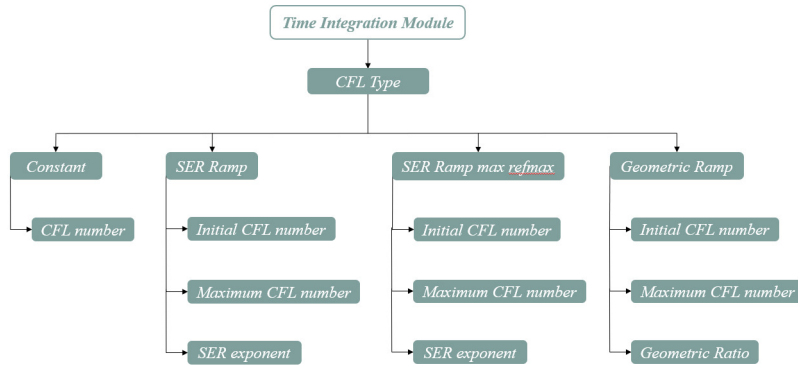 Time Integration Module
CFL Type
Constant
CFL number
SER Ramp
Initial CFL number
Maximum CFL number
SER exponent
SER Ramp max refmax
Initial CFL number
Maximum CFL number
SER exponent
Geometric Ramp
Initial CFL number
Maximum CFL number
Geometric Ratio